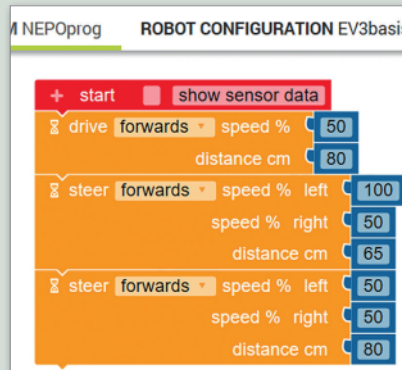 M NEPOprog ROBOT CONFIGURATION EV3basis
+ start show sensor data
drive forwards speed % 50
distance cm 80
steer forwards speed % left 100
speed % right 50
distance cm 65
steer forwards speed % left 50
speed % right 50
distance cm 80